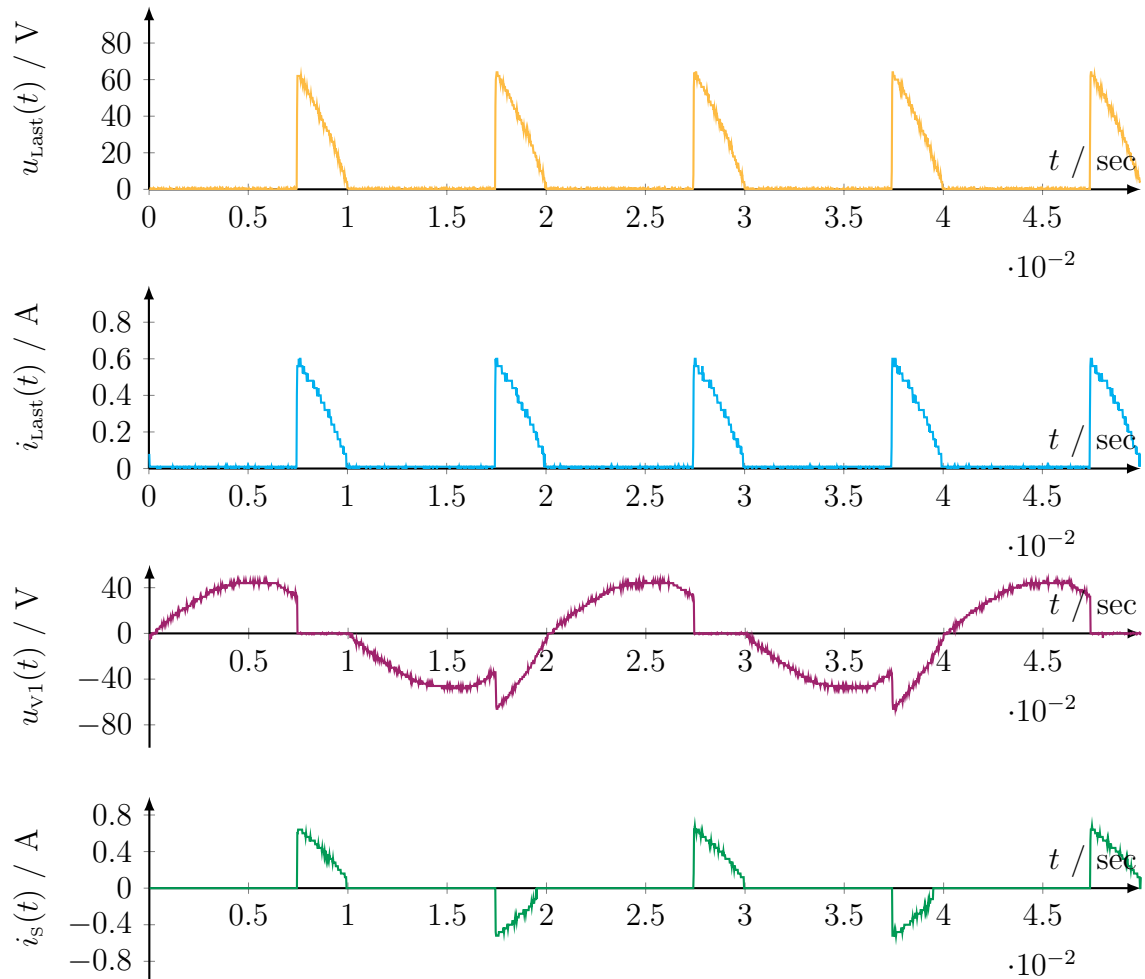 u_Last(t) / V
80
60
40
20
0
t / sec
0 0.5 1 1.5 2 2.5 3 3.5 4 4.5
·10⁻²
i_Last(t) / A
0.8
0.6
0.4
0.2
0
t / sec
0 0.5 1 1.5 2 2.5 3 3.5 4 4.5
·10⁻²
u_V1(t) / V
40
0
−40
−80
t / sec
0.5 1 1.5 2 2.5 3 3.5 4 4.5
·10⁻²
i_S(t) / A
0.8
0.4
0
−0.4
−0.8
t / sec
0.5 1 1.5 2 2.5 3 3.5 4 4.5
·10⁻²